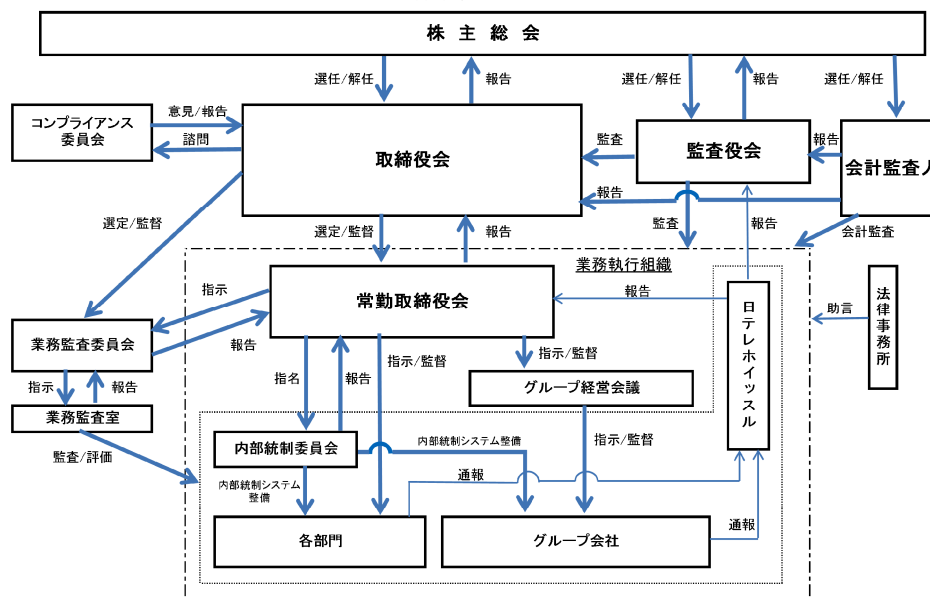 株主総会
選任/解任
報告
選任/解任
報告
選任/解任
コンプライアンス
委員会
意見/報告
諮問
取締役会
監査
監査役会
報告
会計監査人
報告
選定/監督
選定/監督
報告
監査
報告
会計監査
業務執行組織
指示
常勤取締役会
報告
日テレホイッスル
助言
法律事務所
業務監査委員会
報告
指示
報告
業務監査室
監査/評価
指名
報告
指示/監督
指示/監督
グループ経営会議
内部統制委員会
内部統制システム整備
指示/監督
内部統制システム
整備
通報
各部門
グループ会社
通報